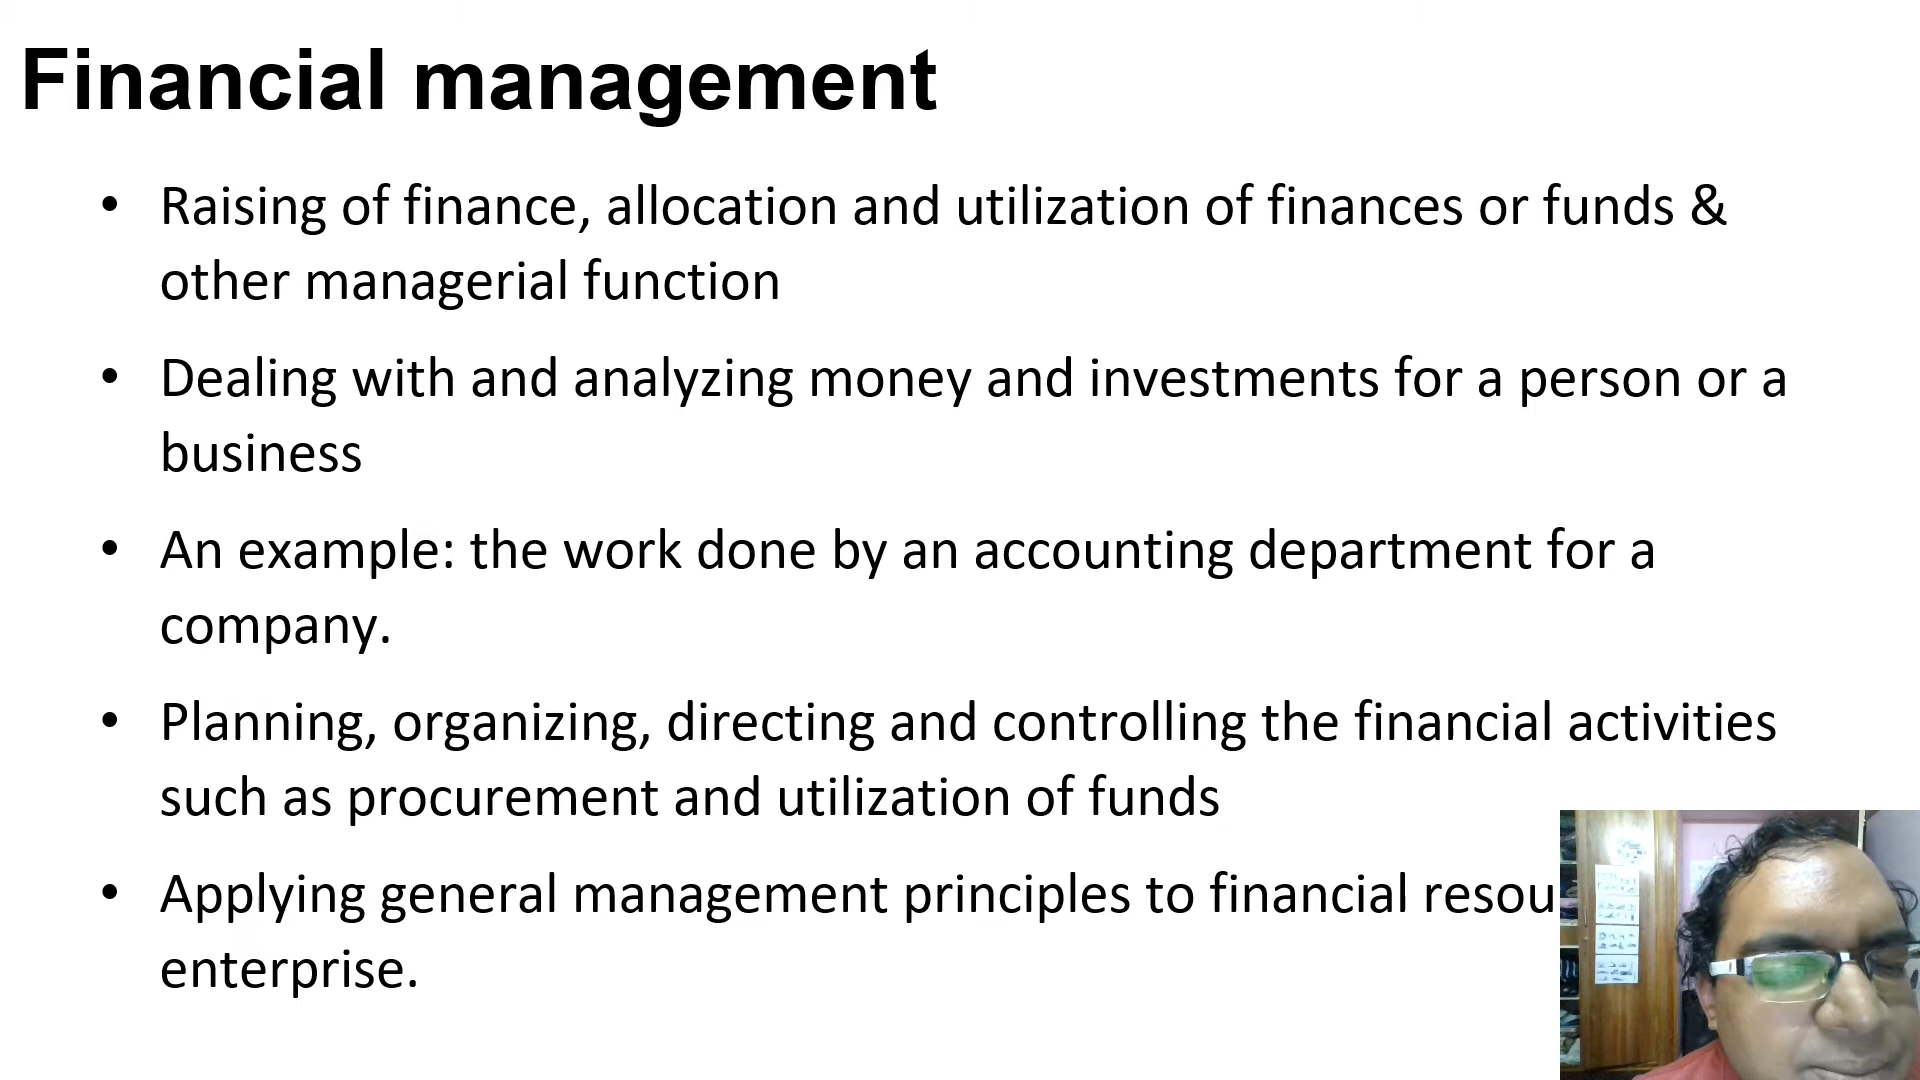 Financial management
• Raising of finance, allocation and utilization of finances or funds &
other managerial function
• Dealing with and analyzing money and investments for a person or a
business
• An example: the work done by an accounting department for a
company.
• Planning, organizing, directing and controlling the financial activities
such as procurement and utilization of funds
• Applying general management principles to financial
enterprise.